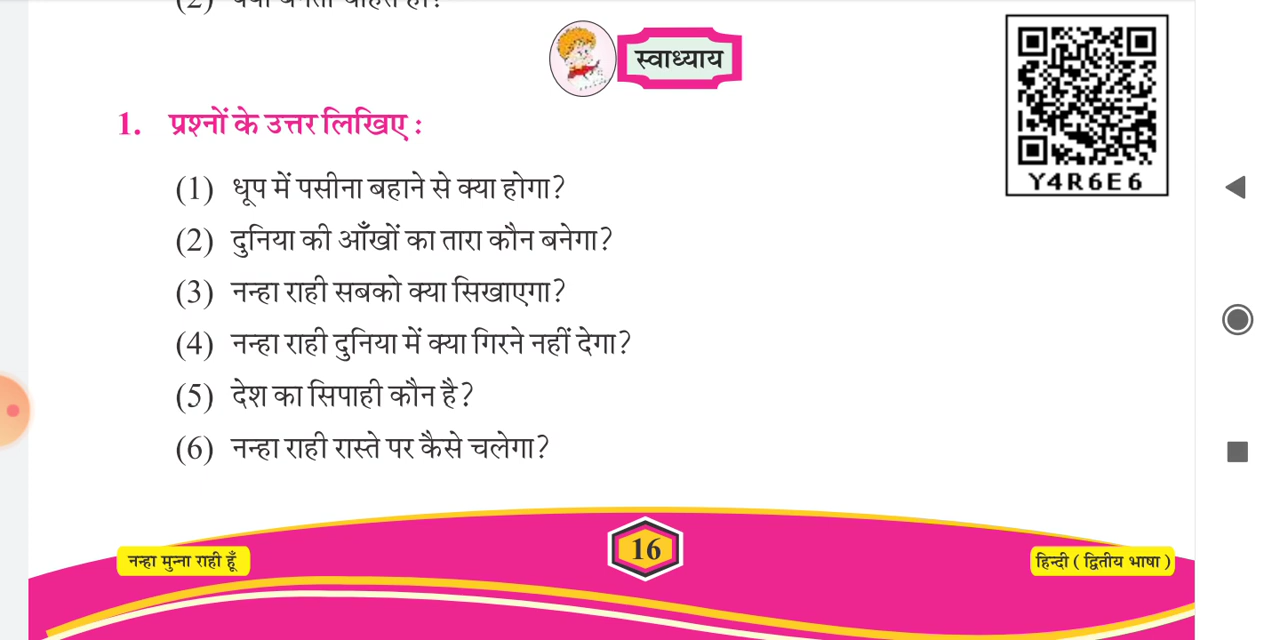 स्वाध्याय
Y4R6E6
1. प्रश्नों के उत्तर लिखिए :
(1) धूप में पसीना बहाने से क्या होगा?
(2) दुनिया की आँखों का तारा कौन बनेगा?
(3) नन्हा राही सबको क्या सिखाएगा?
(4) नन्हा राही दुनिया में क्या गिरने नहीं देगा?
(5) देश का सिपाही कौन है?
(6) नन्हा राही रास्ते पर कैसे चलेगा?
नन्हा मुन्ना राही हूँ
16
हिन्दी ( द्वितीय भाषा )